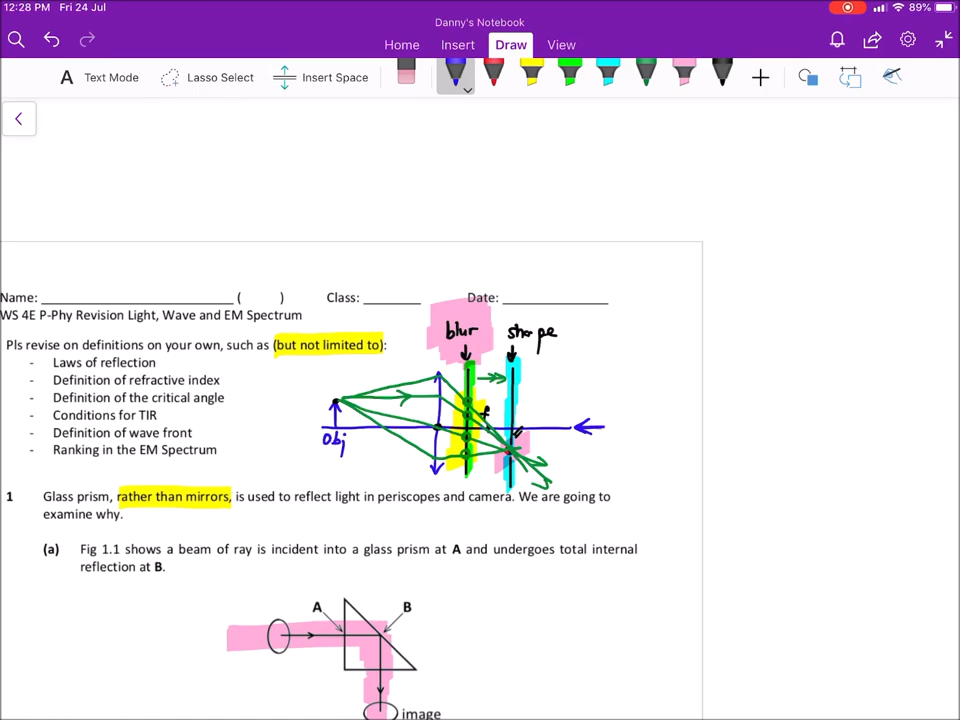 12:28 PM Fri 24 Jul
89%
Danny's Notebook
Home Insert Draw View
A Text Mode Lasso Select Insert Space
Name: ____________________________ ( ) Class: ________ Date: _______________
WS 4E P-Phy Revision Light, Wave and EM Spectrum
blur shape
Pls revise on definitions on your own, such as (but not limited to):
- Laws of reflection
- Definition of refractive index
- Definition of the critical angle
- Conditions for TIR
- Definition of wave front
- Ranking in the EM Spectrum
f
Obj
1 Glass prism, rather than mirrors, is used to reflect light in periscopes and camera. We are going to
examine why.
(a) Fig 1.1 shows a beam of ray is incident into a glass prism at A and undergoes total internal
reflection at B.
A B
image